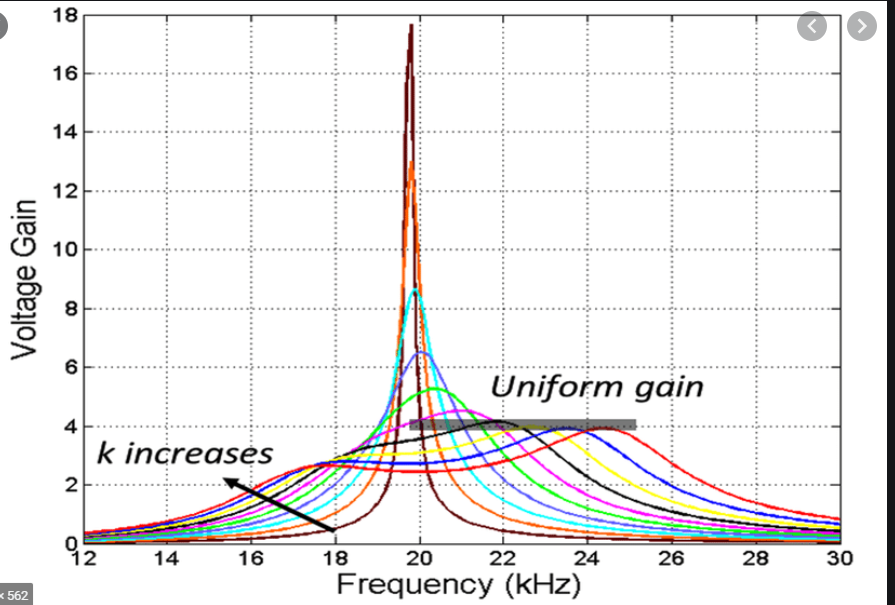 18
16
14
12
10
8
6
4
2
0
Voltage Gain
Uniform gain
k increases
12 14 16 18 20 22 24 26 28 30
Frequency (kHz)
× 562